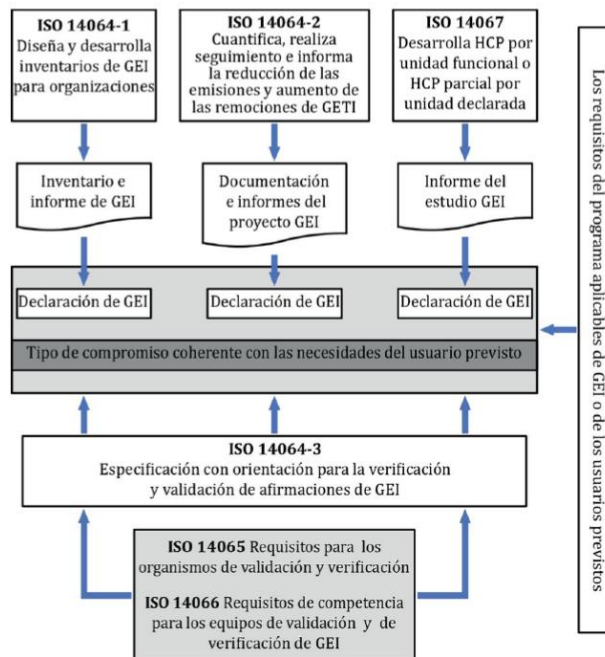 ISO 14064-1
Diseña y desarrolla
inventarios de GEI
para organizaciones
ISO 14064-2
Cuantifica, realiza
seguimiento e informa
la reducción de las
emisiones y aumento de
de las remociones de GETI
ISO 14067
Desarrolla HCP por
unidad funcional o
HCP parcial por
unidad declarada
Inventario e
informe de GEI
Documentación
e informes del
proyecto GEI
Informe del
estudio GEI
Declaración de GEI
Declaración de GEI
Declaración de GEI
Tipo de compromiso coherente con las necesidades del usuario previsto
ISO 14064-3
Especificación con orientación para la verificación
y validación de afirmaciones de GEI
ISO 14065 Requisitos para los
organismos de validación y verificación
ISO 14066 Requisitos de competencia
para los equipos de validación y de
verificación de GEI
Los requisitos del programa aplicables de GEI o de los usuarios previstos